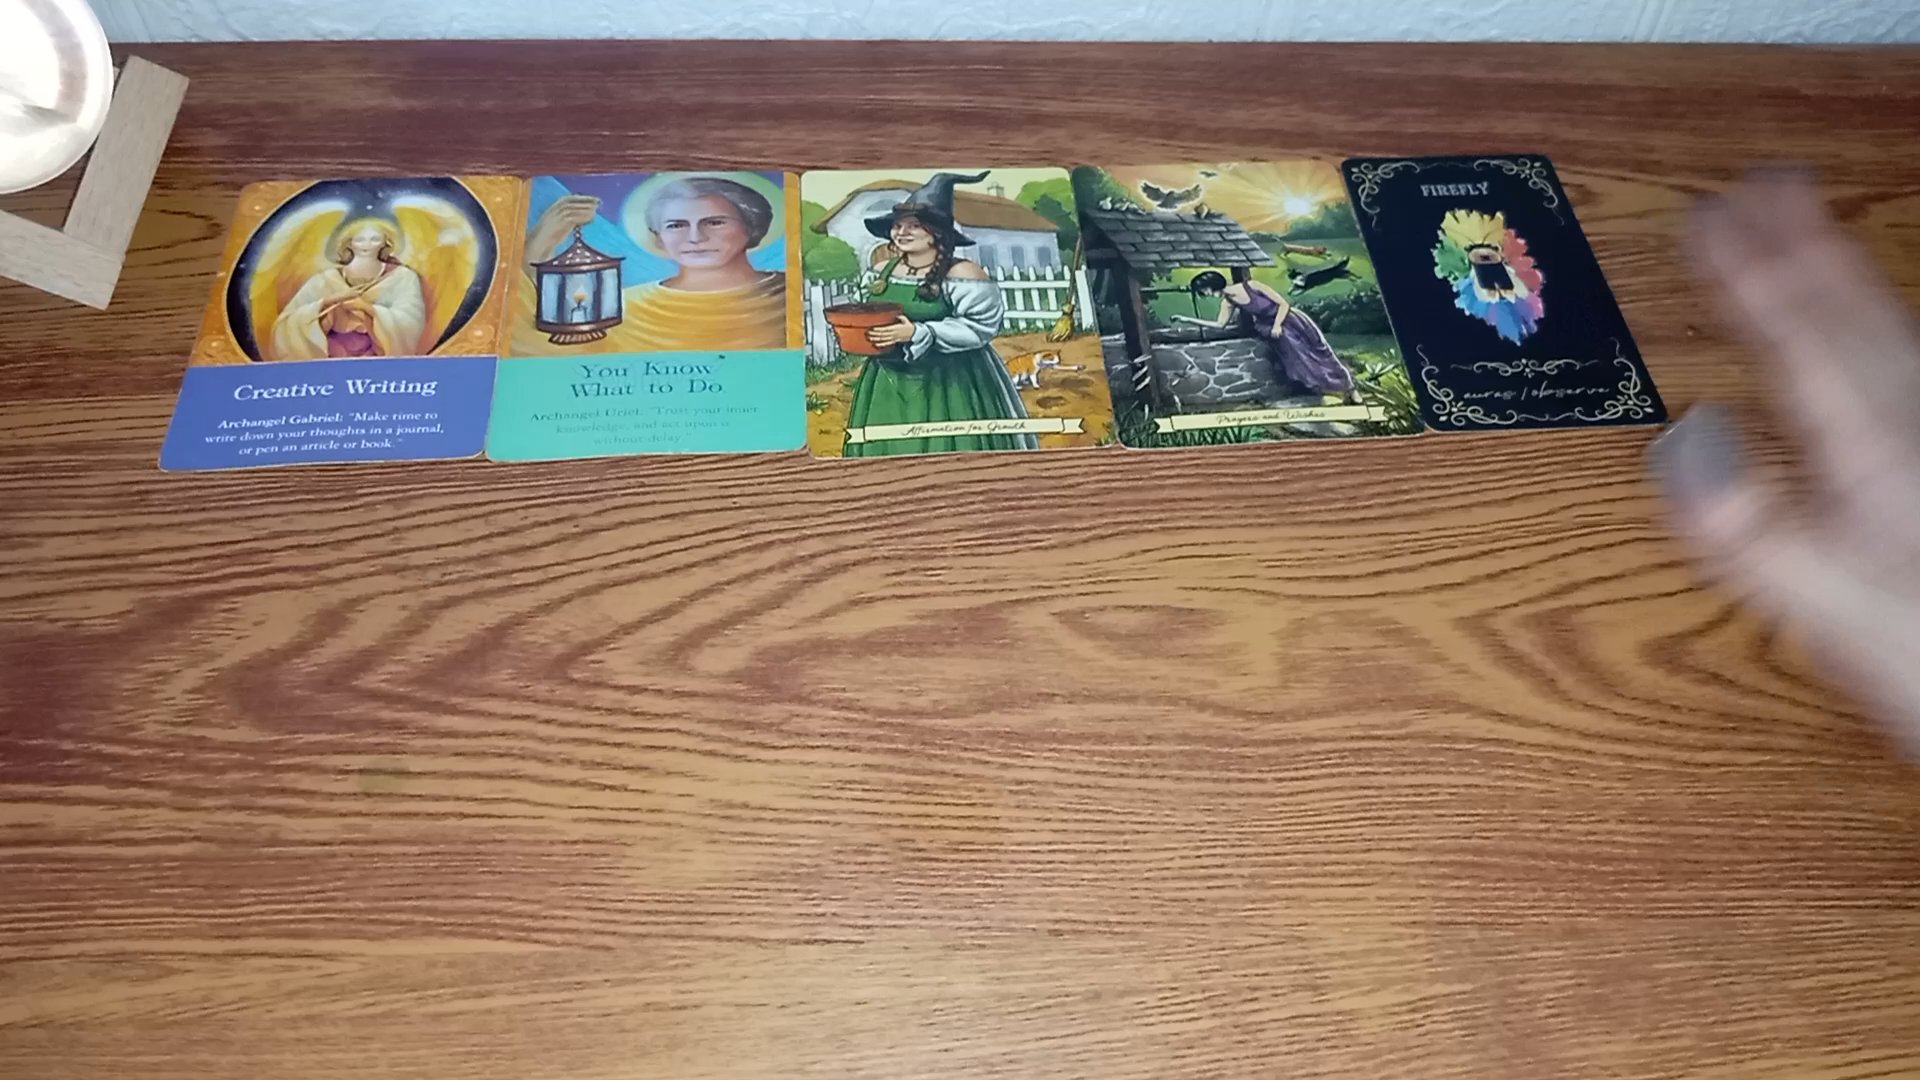 Creative Writing
Archangel Gabriel: "Make time to
write down your thoughts in a journal,
or pen an article or book."
You Know
What to Do
Archangel Uriel: "Trust your inner
knowledge, and act upon it
without delay."
Affirmation for Growth
Prayers and Wishes
FIREFLY
auras / observe